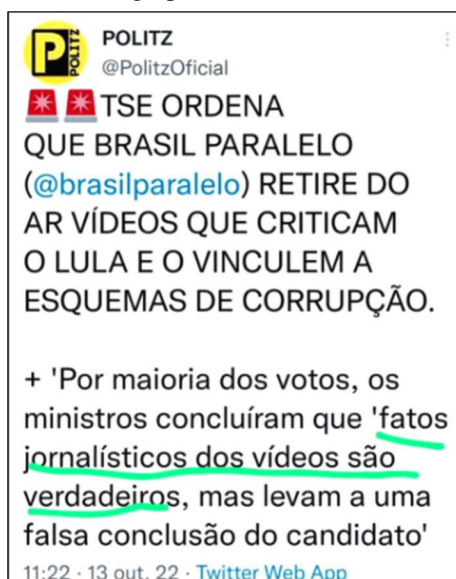 POLITZ
POLITZ
@PolitzOficial
TSE ORDENA
QUE BRASIL PARALELO
(@brasilparalelo) RETIRE DO
AR VÍDEOS QUE CRITICAM
O LULA E O VINCULEM A
ESQUEMAS DE CORRUPÇÃO.
+ 'Por maioria dos votos, os
ministros concluíram que 'fatos
jornalísticos dos vídeos são
verdadeiros, mas levam a uma
falsa conclusão do candidato'
11:22 · 13 out. 22 · Twitter Web App